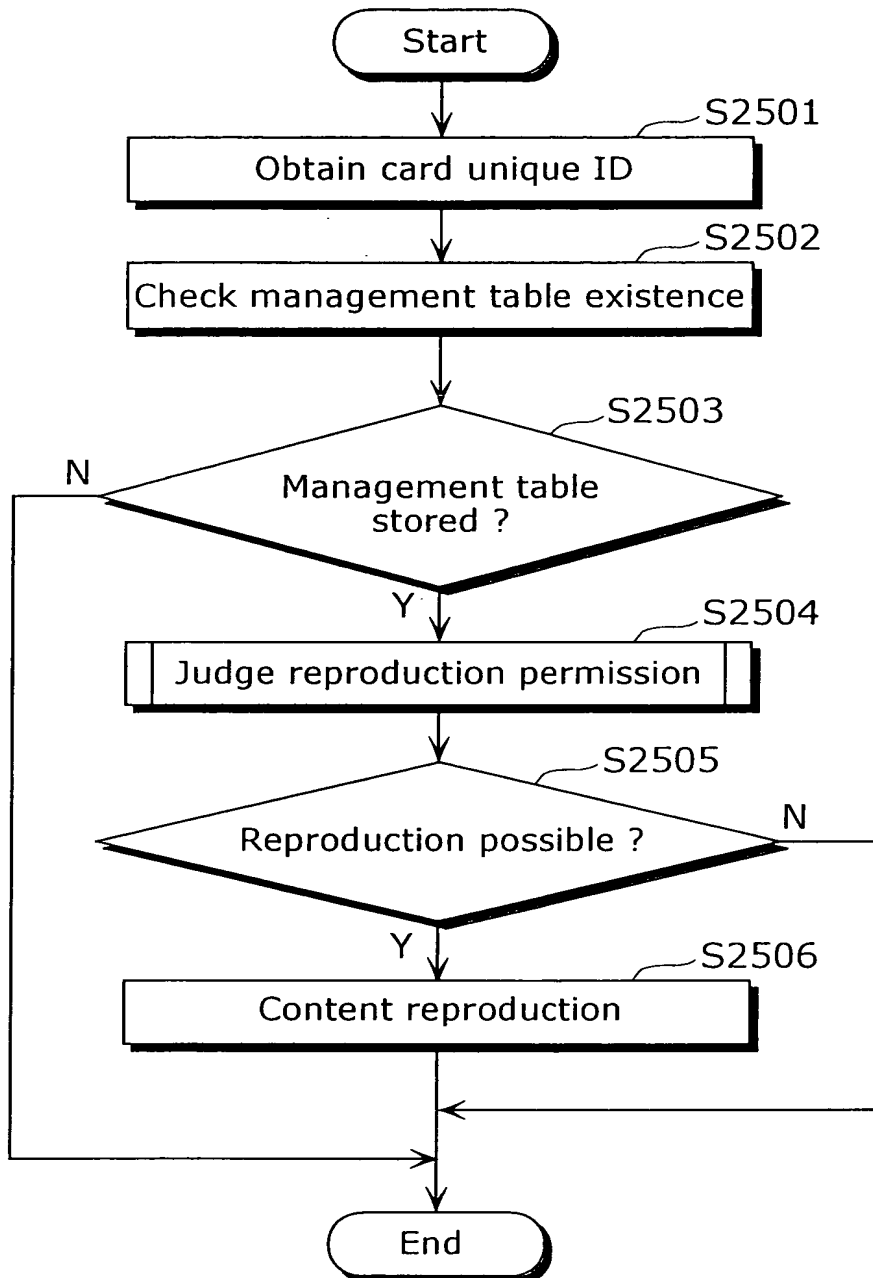 Start
S2501
Obtain card unique ID
S2502
Check management table existence
S2503
N
Management table
stored ?
Y
S2504
Judge reproduction permission
S2505
Reproduction possible ?
N
Y
S2506
Content reproduction
End